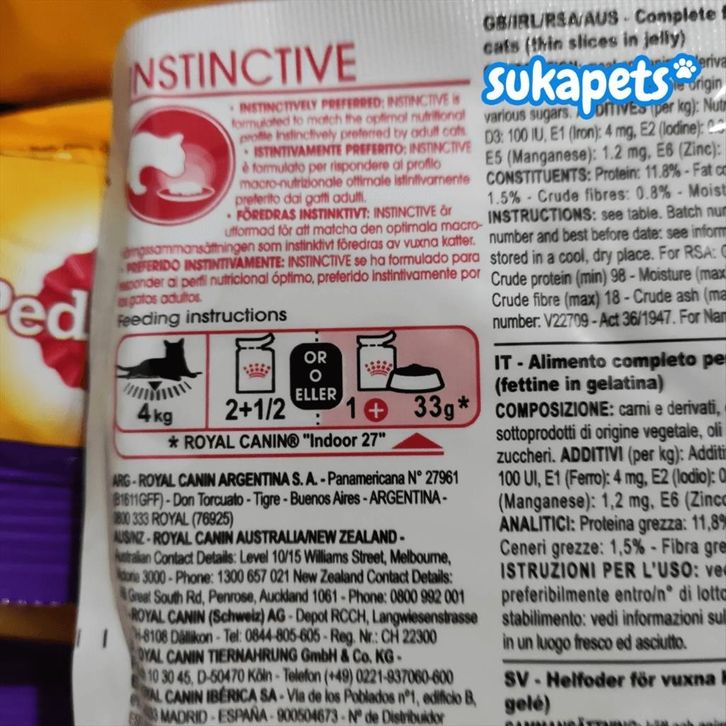 INSTINCTIVE
• INSTINCTIVELY PREFERRED: INSTINCTIVE is
formulated to match the optimal nutritional
profile instinctively preferred by adult cats.
• ISTINTIVAMENTE PREFERITO: INSTINCTIVE
è formulato per rispondere al profilo
macro-nutrizionale ottimale istintivamente
preferito dai gatti adulti.
• FÖREDRAS INSTINKTIVT: INSTINCTIVE är
utformad för att matcha den optimala macro-
näringssammansättningen som instinktivt föredras av vuxna katter.
PREFERIDO INSTINTIVAMENTE: INSTINCTIVE se ha formulado para
responder al perfil nutricional óptimo, preferido instintivamente por
los gatos adultos.
Feeding instructions
4 kg
2+1/2
OR
O
ELLER
1 + 33g*
* ROYAL CANIN® "Indoor 27"
ARG - ROYAL CANIN ARGENTINA S. A. - Panamericana N° 27961
(B1611GFF) - Don Torcuato - Tigre - Buenos Aires - ARGENTINA -
0800 333 ROYAL (76925)
AUS/NZ - ROYAL CANIN AUSTRALIA/NEW ZEALAND -
Australian Contact Details: Level 10/15 Williams Street, Melbourne,
Victoria 3000 - Phone: 1300 657 021 New Zealand Contact Details:
Great South Rd, Penrose, Auckland 1061 - Phone: 0800 992 001
ROYAL CANIN (Schweiz) AG - Depot RCCH, Langwiesenstrasse
CH-8108 Dällikon - Tel: 0844-805-605 - Reg. Nr.: CH 22300
ROYAL CANIN TIERNAHRUNG GmbH & Co. KG -
10 30 45, D-50470 Köln - Telefon (+49) 0221-937060-600
ROYAL CANIN IBÉRICA SA - Vía de los Poblados nº1, edificio B,
MADRID - ESPAÑA - 900504673 - Nº de Distribuidor
GB/IRL/RSA/AUS - Complete
cats (thin slices in jelly)
sukapets
origin
various sugars. ADDITIVES (per kg):
D3: 100 IU, E1 (Iron): 4 mg, E2 (Iodine):
E5 (Manganese): 1.2 mg, E6 (Zinc):
CONSTITUENTS: Protein: 11.8% - Fat
1.5% - Crude fibres: 0.8% -
INSTRUCTIONS: see table. Batch
number and best before date: see
stored in a cool, dry place. For RSA:
Crude protein (min) 98 - Moisture (max
Crude fibre (max) 18 - Crude ash
number: V22709 - Act 36/1947. For
IT - Alimento completo
(fettine in gelatina)
COMPOSIZIONE: carni e derivati,
sottoprodotti di origine vegetale, oli
zuccheri. ADDITIVI (per kg):
100 UI, E1 (Ferro): 4 mg, E2 (Iodio):
(Manganese): 1,2 mg, E6
ANALITICI: Proteina grezza: 11,8%
Ceneri grezze: 1,5% - Fibra
ISTRUZIONI PER L'USO:
preferibilmente entro/n° di lotto
stabilimento: vedi informazioni
in un luogo fresco ed asciutto.
SV - Helfoder för vuxna
gelé)
Ped